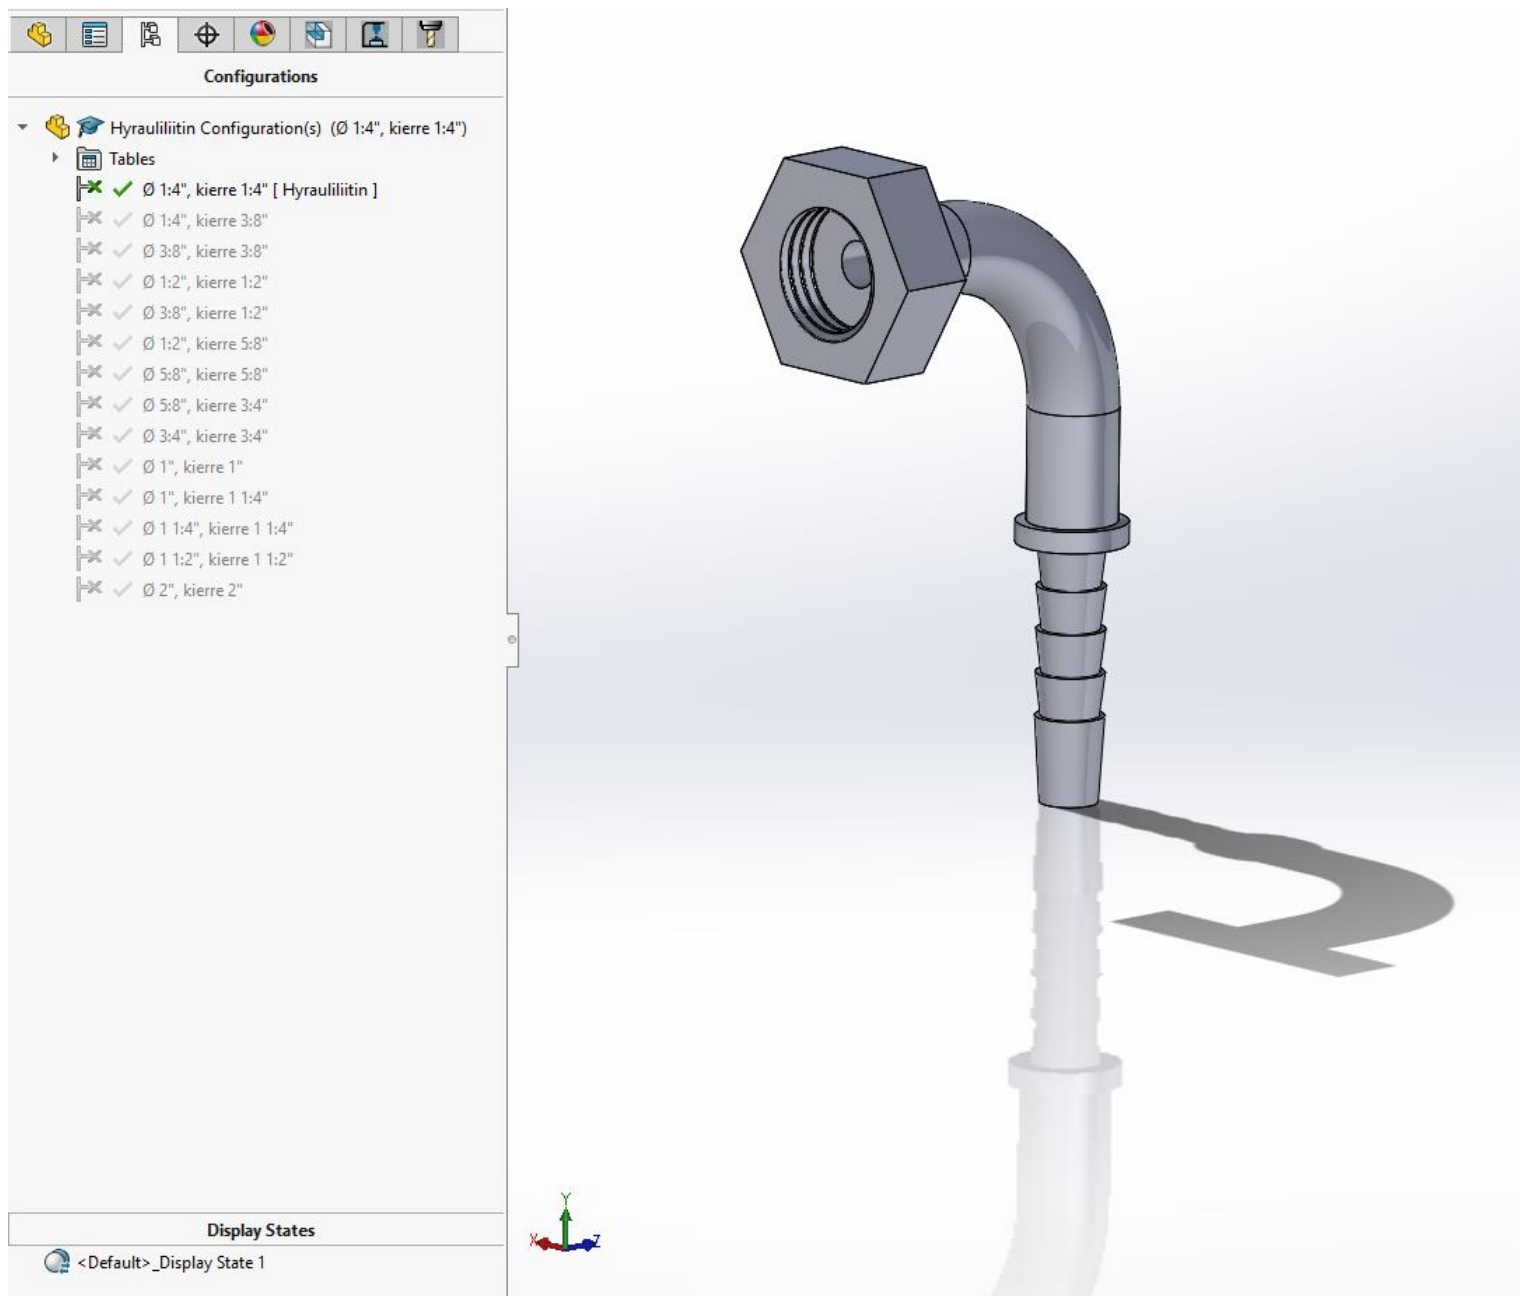 Configurations
Hyrauliliitin Configuration(s) (Ø 1:4", kierre 1:4")
Tables
Ø 1:4", kierre 1:4" [ Hyrauliliitin ]
Ø 1:4", kierre 3:8"
Ø 3:8", kierre 3:8"
Ø 1:2", kierre 1:2"
Ø 3:8", kierre 1:2"
Ø 1:2", kierre 5:8"
Ø 5:8", kierre 5:8"
Ø 5:8", kierre 3:4"
Ø 3:4", kierre 3:4"
Ø 1", kierre 1"
Ø 1", kierre 1 1:4"
Ø 1 1:4", kierre 1 1:4"
Ø 1 1:2", kierre 1 1:2"
Ø 2", kierre 2"
Y
X Z
Display States
<Default>_Display State 1